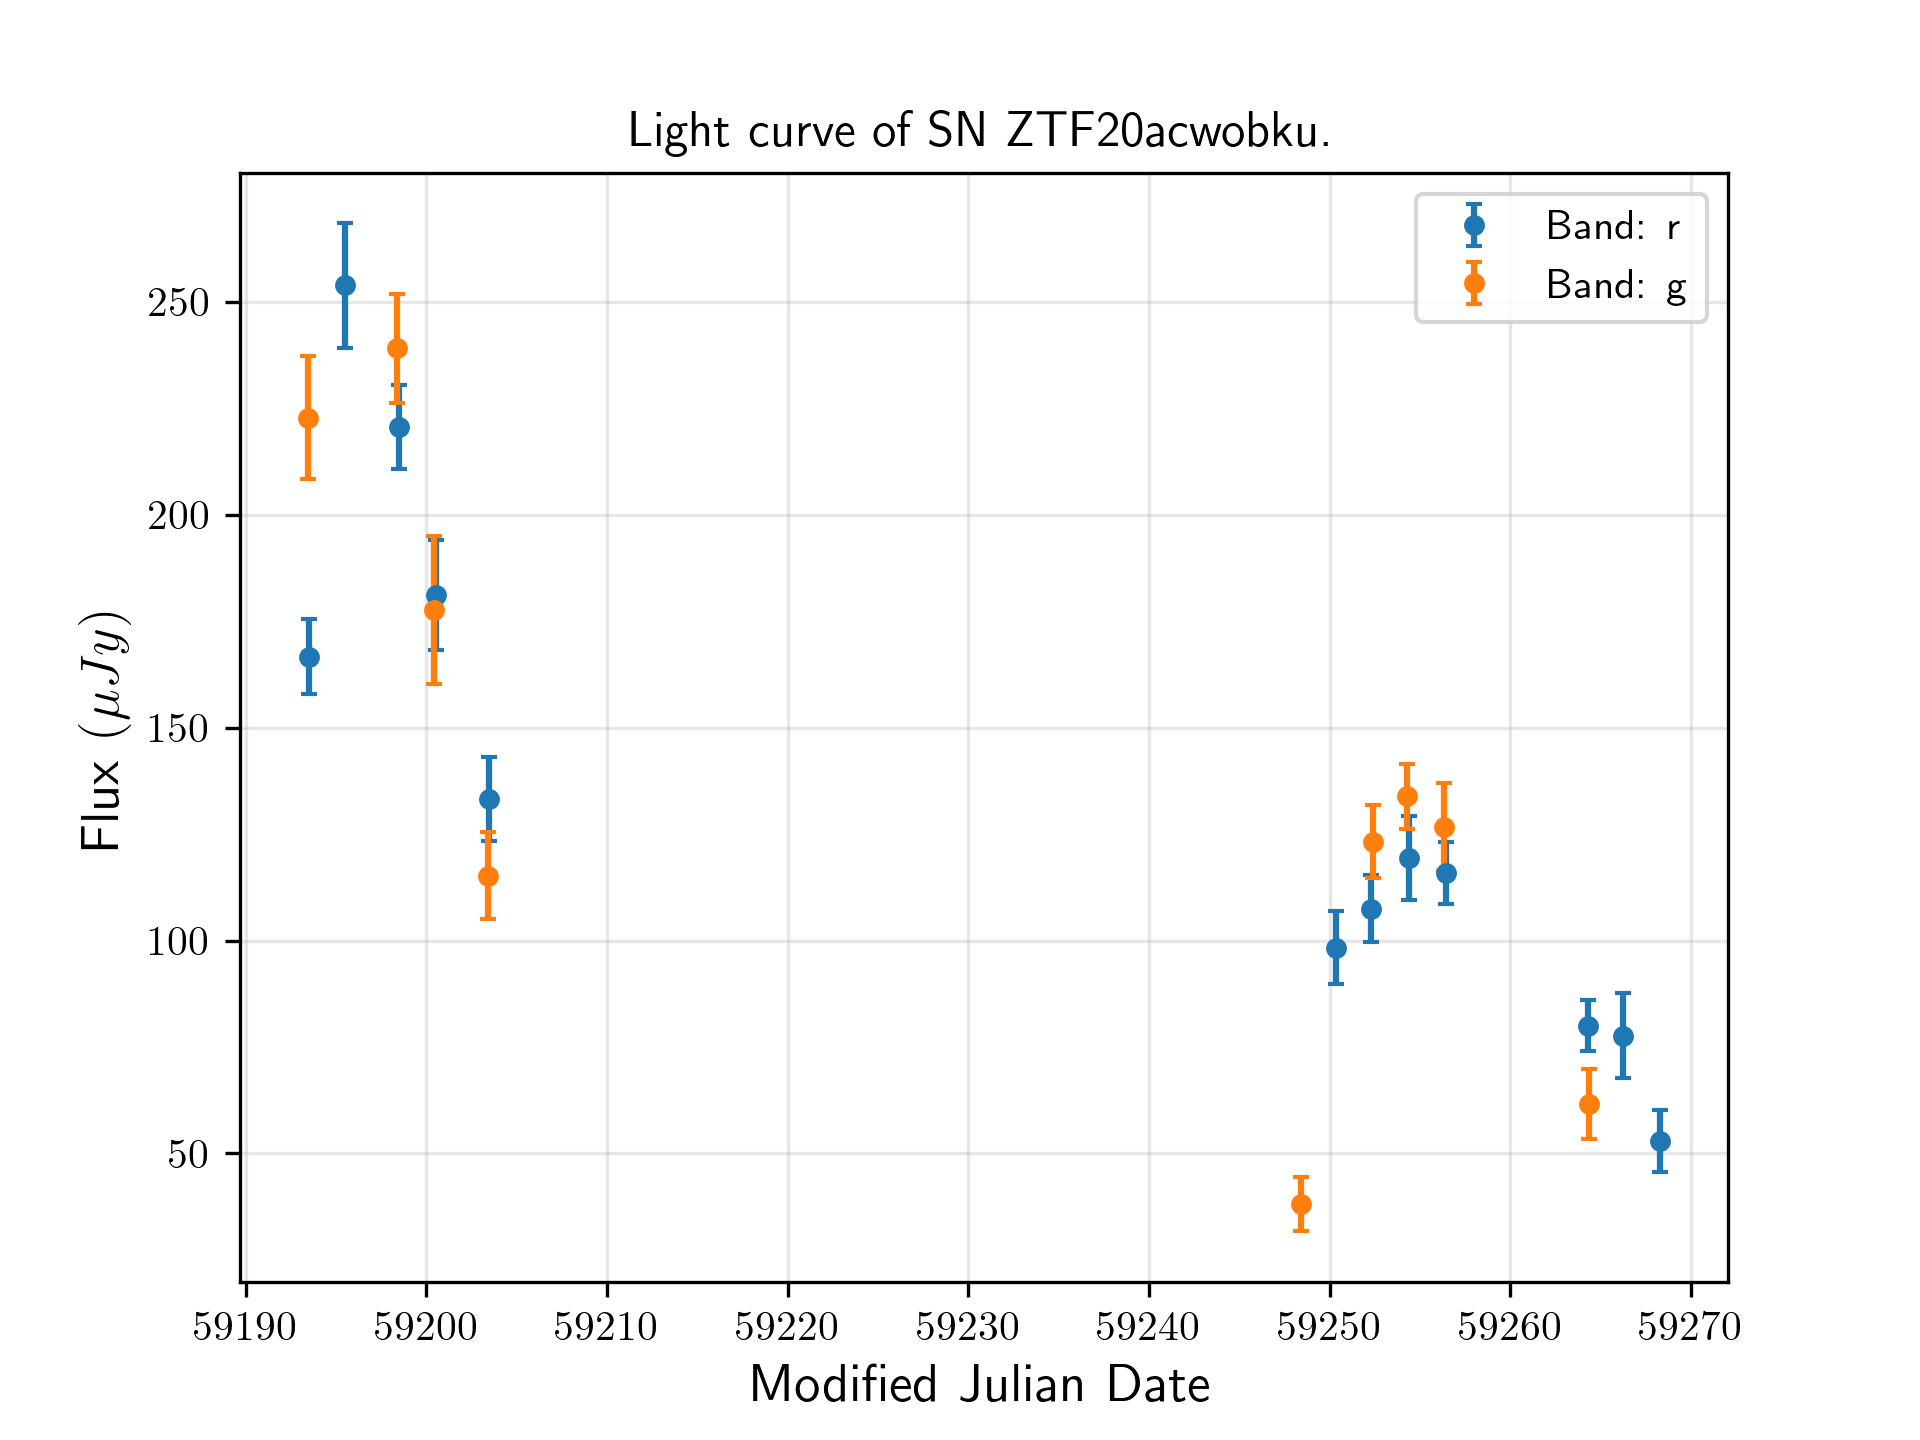 Light curve of SN ZTF20acwobku.
Band: r
Band: g
Flux (μJy)
250
200
150
100
50
59190 59200 59210 59220 59230 59240 59250 59260 59270
Modified Julian Date